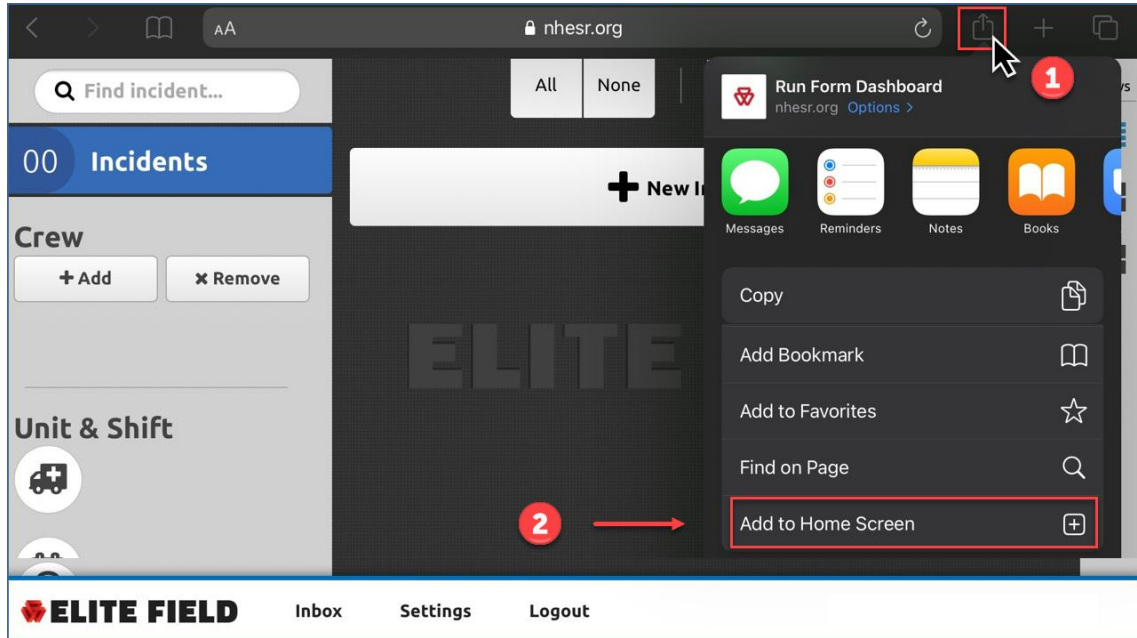 AA
nhesr.org
1
Find incident...
All
None
Run Form Dashboard
nhesr.org Options >
00 Incidents
New
Messages
Reminders
Notes
Books
Crew
+ Add
× Remove
Copy
Add Bookmark
ELITE
Add to Favorites
Unit & Shift
Find on Page
2
Add to Home Screen
ELITE FIELD
Inbox
Settings
Logout